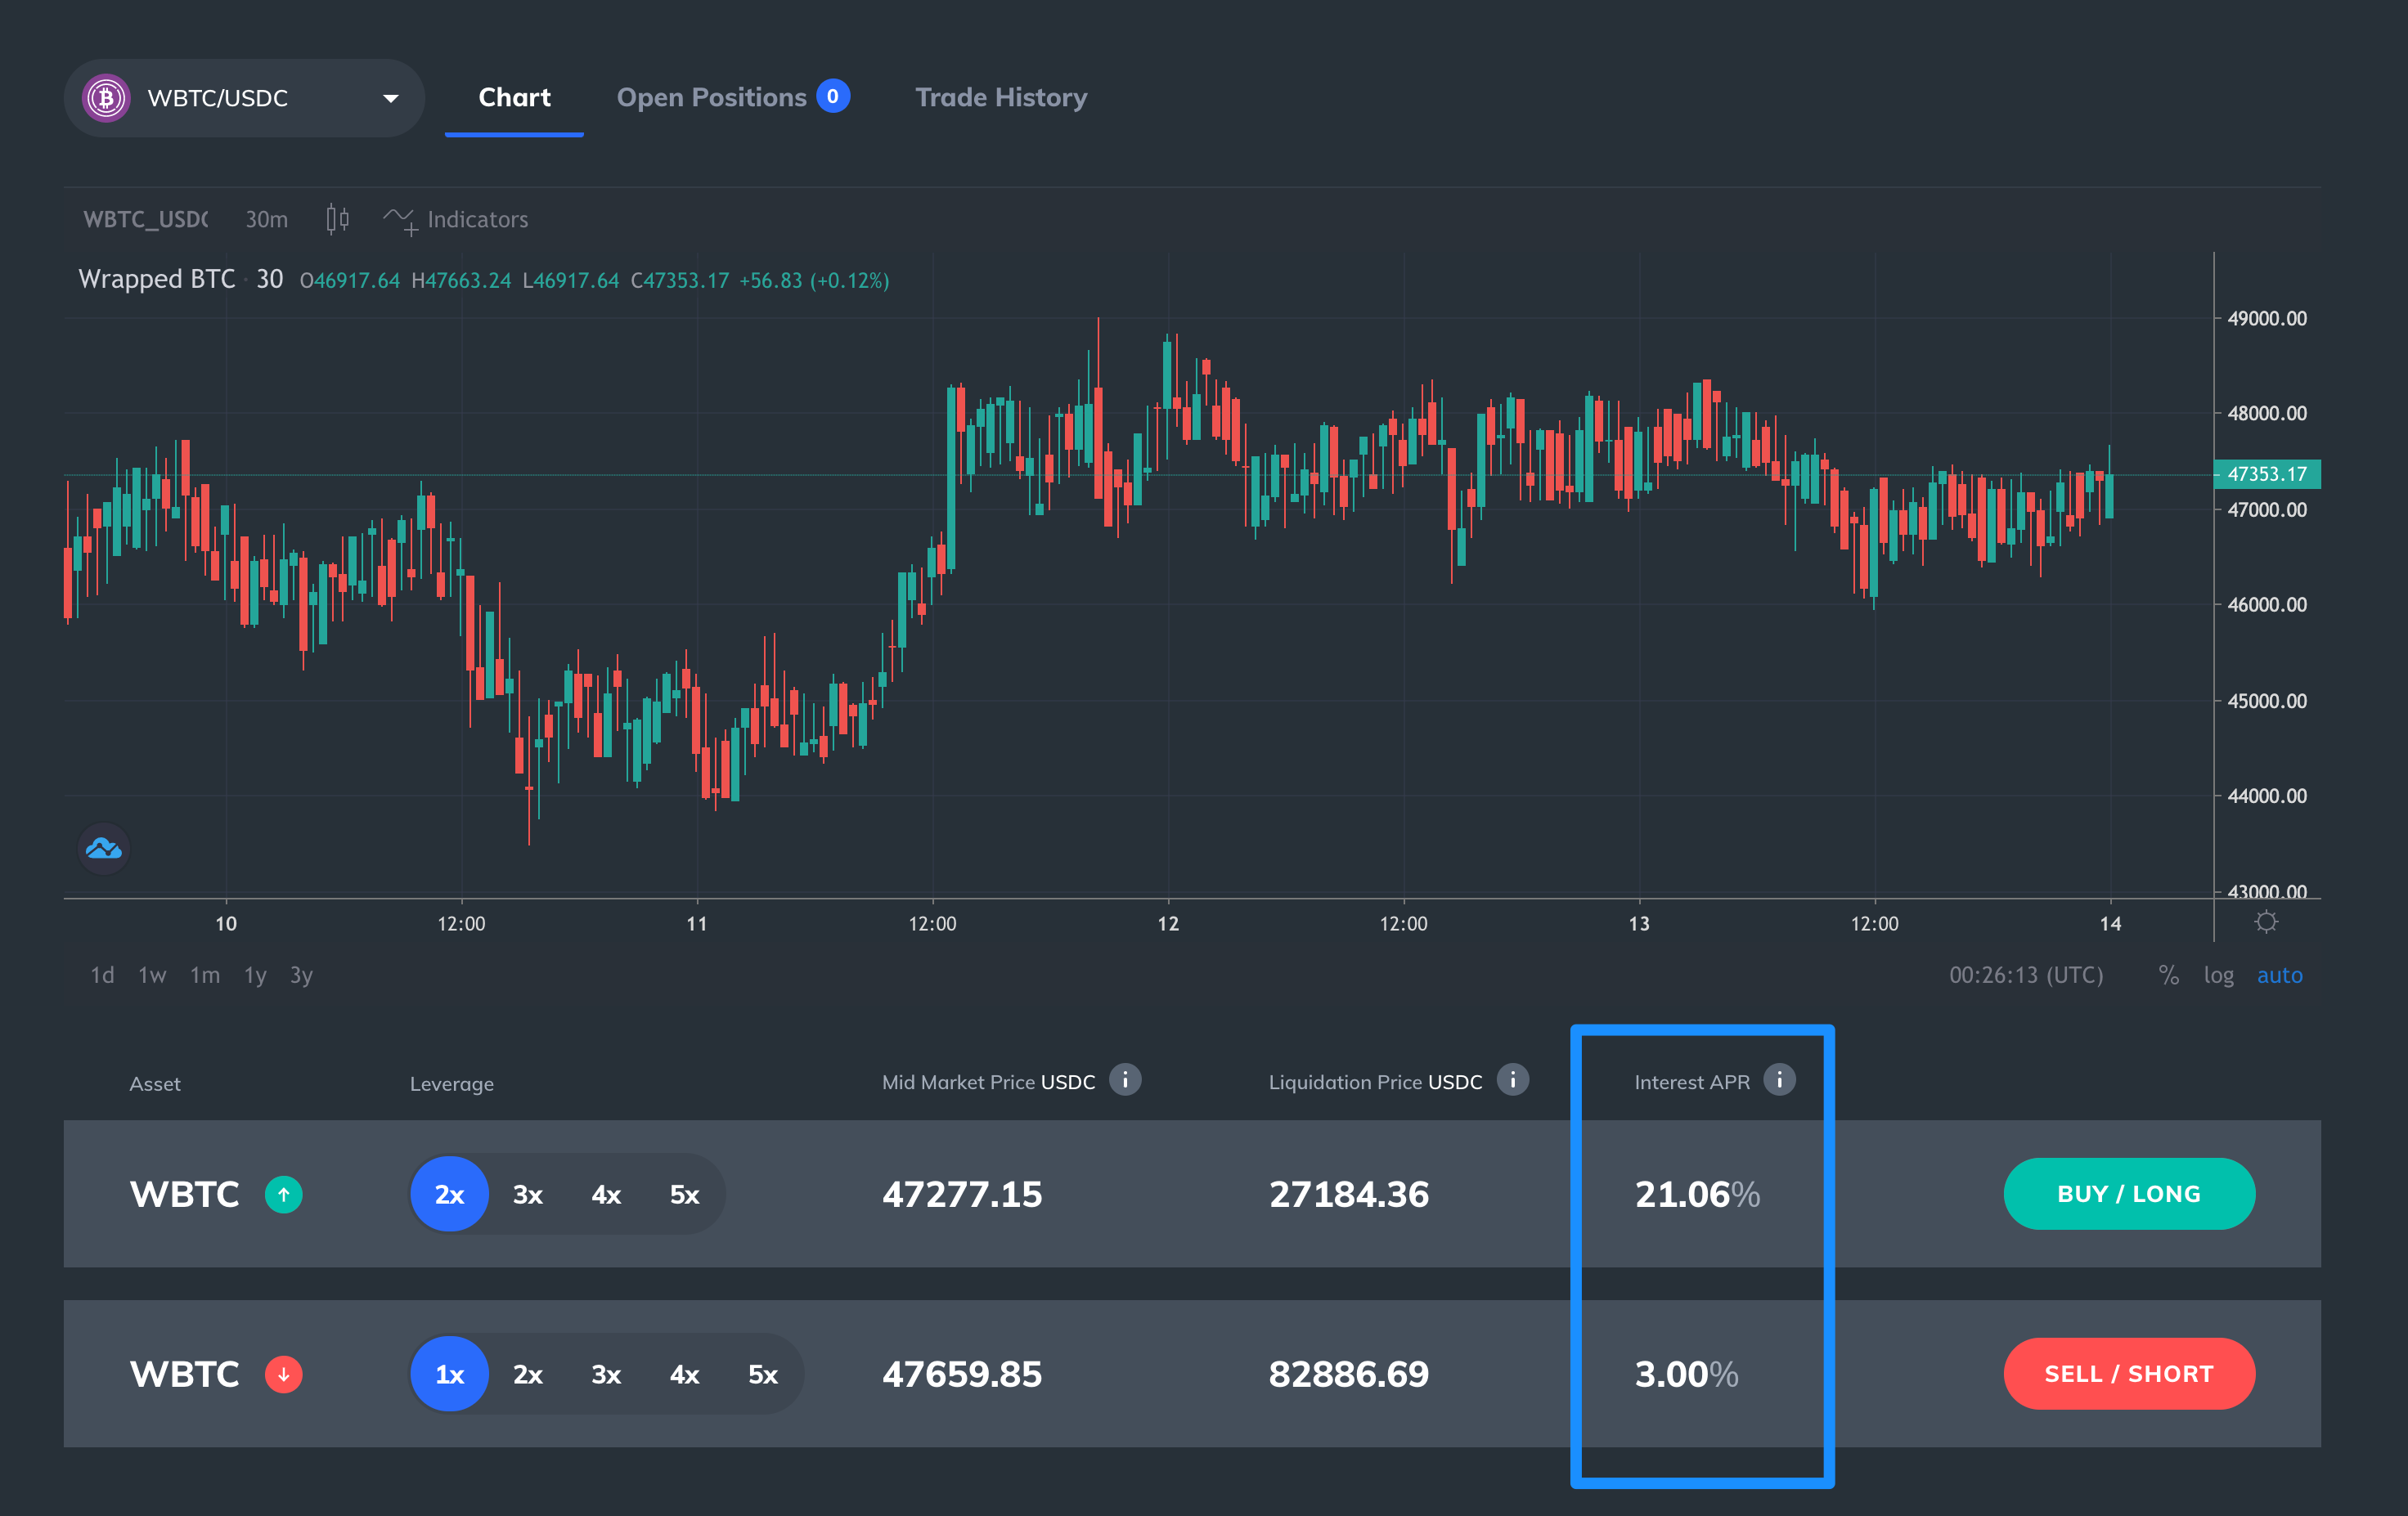 WBTC/USDC Chart Open Positions 0 Trade History
WBTC_USDC 30m Indicators
Wrapped BTC · 30 O46917.64 H47663.24 L46917.64 C47353.17 +56.83 (+0.12%)
49000.00
48000.00
47353.17
47000.00
46000.00
45000.00
44000.00
43000.00
10 12:00 11 12:00 12 12:00 13 12:00 14
1d 1w 1m 1y 3y 00:26:13 (UTC) % log auto
Asset Leverage Mid Market Price USDC i Liquidation Price USDC i Interest APR i
WBTC 2x 3x 4x 5x 47277.15 27184.36 21.06% BUY / LONG
WBTC 1x 2x 3x 4x 5x 47659.85 82886.69 3.00% SELL / SHORT